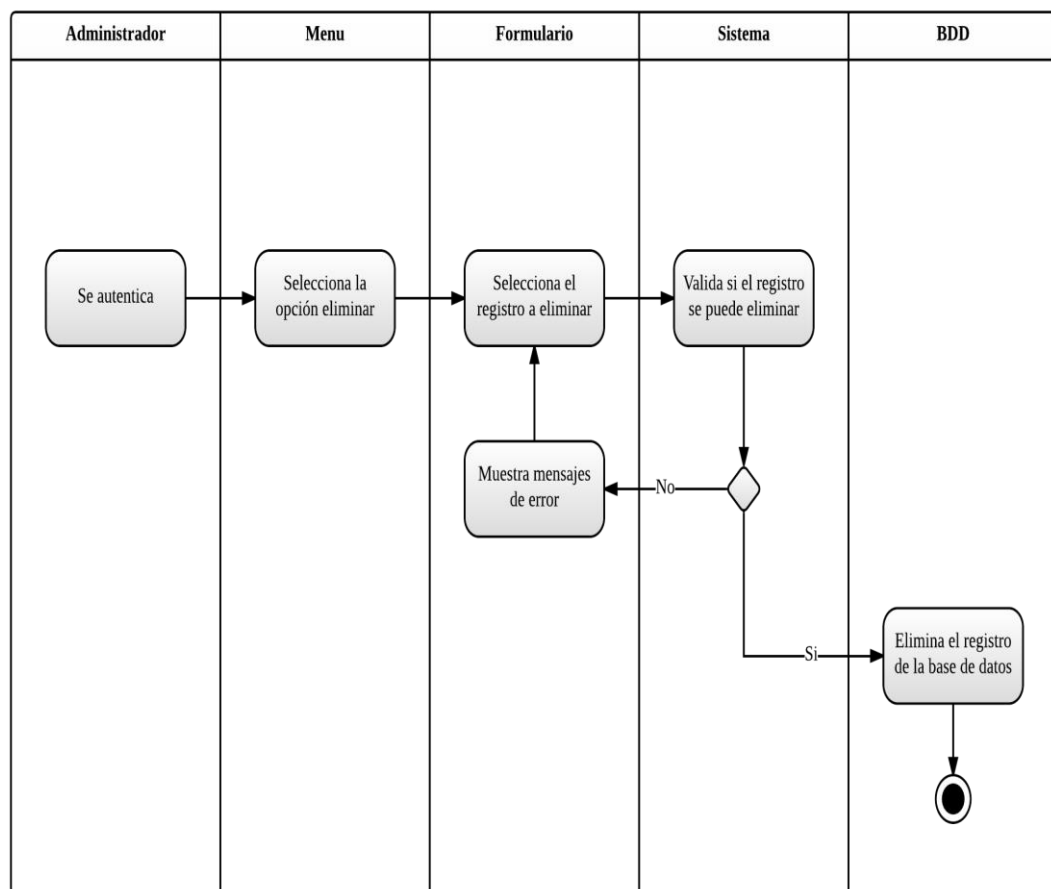 Administrador
Menu
Formulario
Sistema
BDD
Se autentica
Selecciona la
opción eliminar
Selecciona el
registro a eliminar
Valida si el registro
se puede eliminar
Muestra mensajes
de error
No
Si
Elimina el registro
de la base de datos